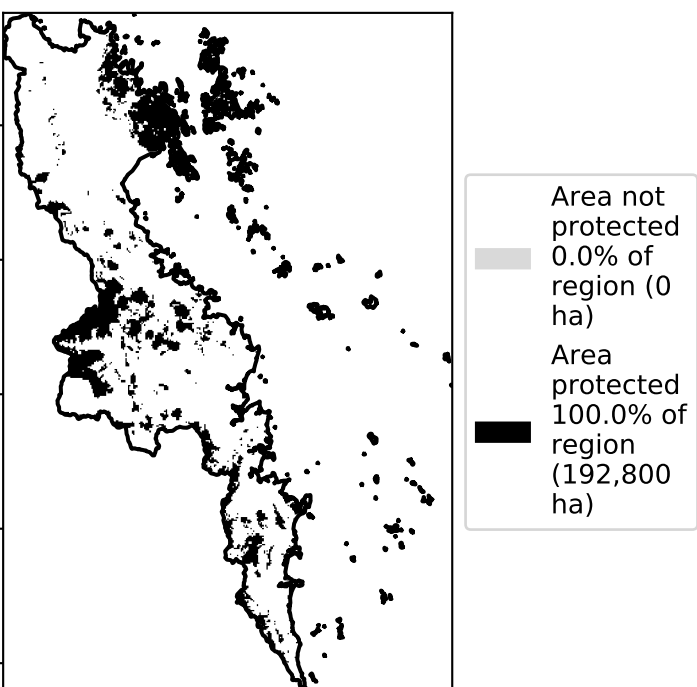 Area not
protected
0.0% of
region (0
ha)
Area
protected
100.0% of
region
(192,800
ha)